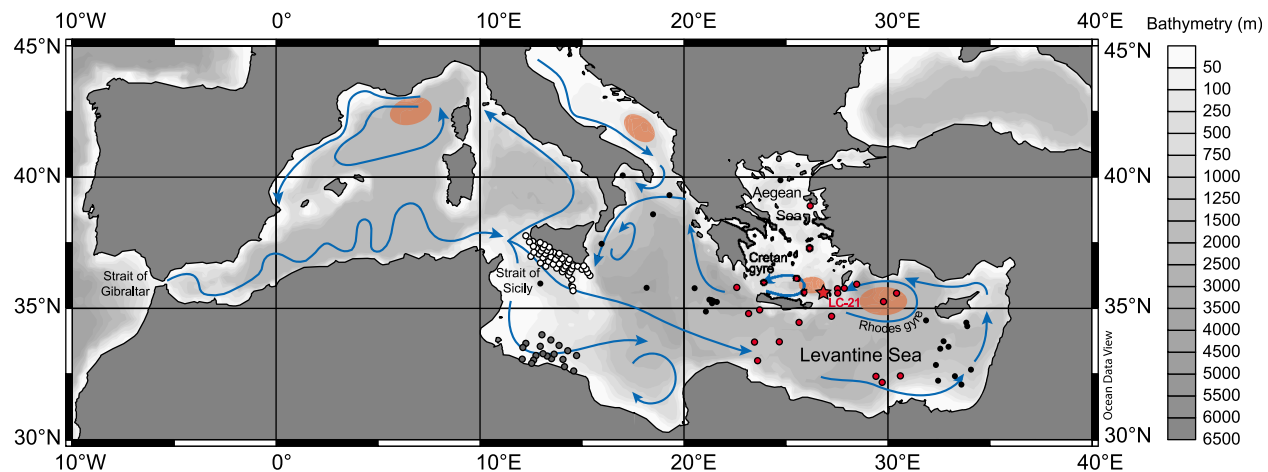 10°W 0° 10°E 20°E 30°E 40°E
Bathymetry (m)
45°N 45°N
50
100
250
500
750
1000
1250
1500
2000
2500
3000
3500
4000
4500
5000
5500
6000
6500
40°N 40°N
Aegean
Sea
Cretan
gyre
Strait of
Gibraltar
Strait of
Sicily
LC-21
35°N 35°N
Rhodes gyre
Levantine Sea
Ocean Data View
30°N 30°N
10°W 0° 10°E 20°E 30°E 40°E